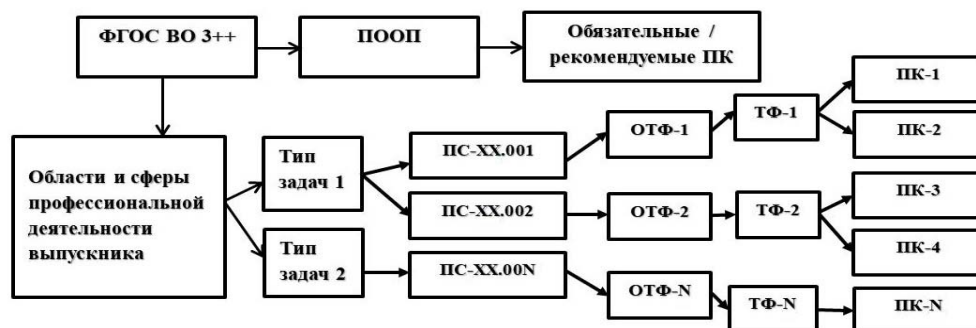 ФГОС ВО 3++
ПООП
Обязательные /
рекомендуемые ПК
Области и сферы
профессиональной
деятельности
выпускника
Тип
задач 1
Тип
задач 2
ПС-ХХ.001
ПС-ХХ.002
ПС-ХХ.00N
ОТФ-1
ОТФ-2
ОТФ-N
ТФ-1
ТФ-2
ТФ-N
ПК-1
ПК-2
ПК-3
ПК-4
ПК-N